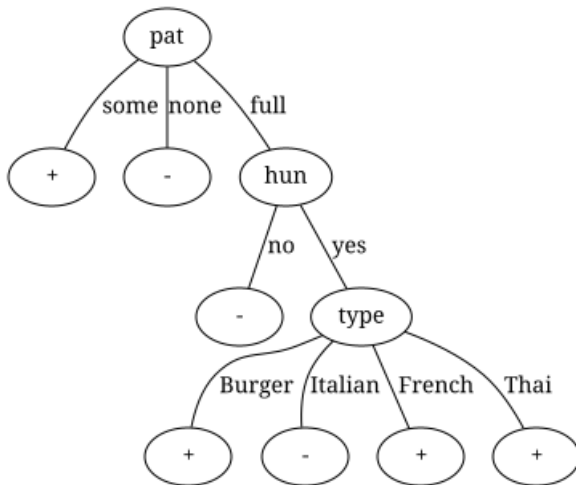 pat
some none full
+ - hun
no yes
- type
Burger Italian French Thai
+ - + +